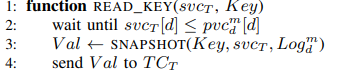 1: function READ_KEY(svc_T, Key)
2: wait until svc_T[d] ≤ pvc_d^m[d]
3: Val ← SNAPSHOT(Key, svc_T, Log_d^m)
4: send Val to TC_T